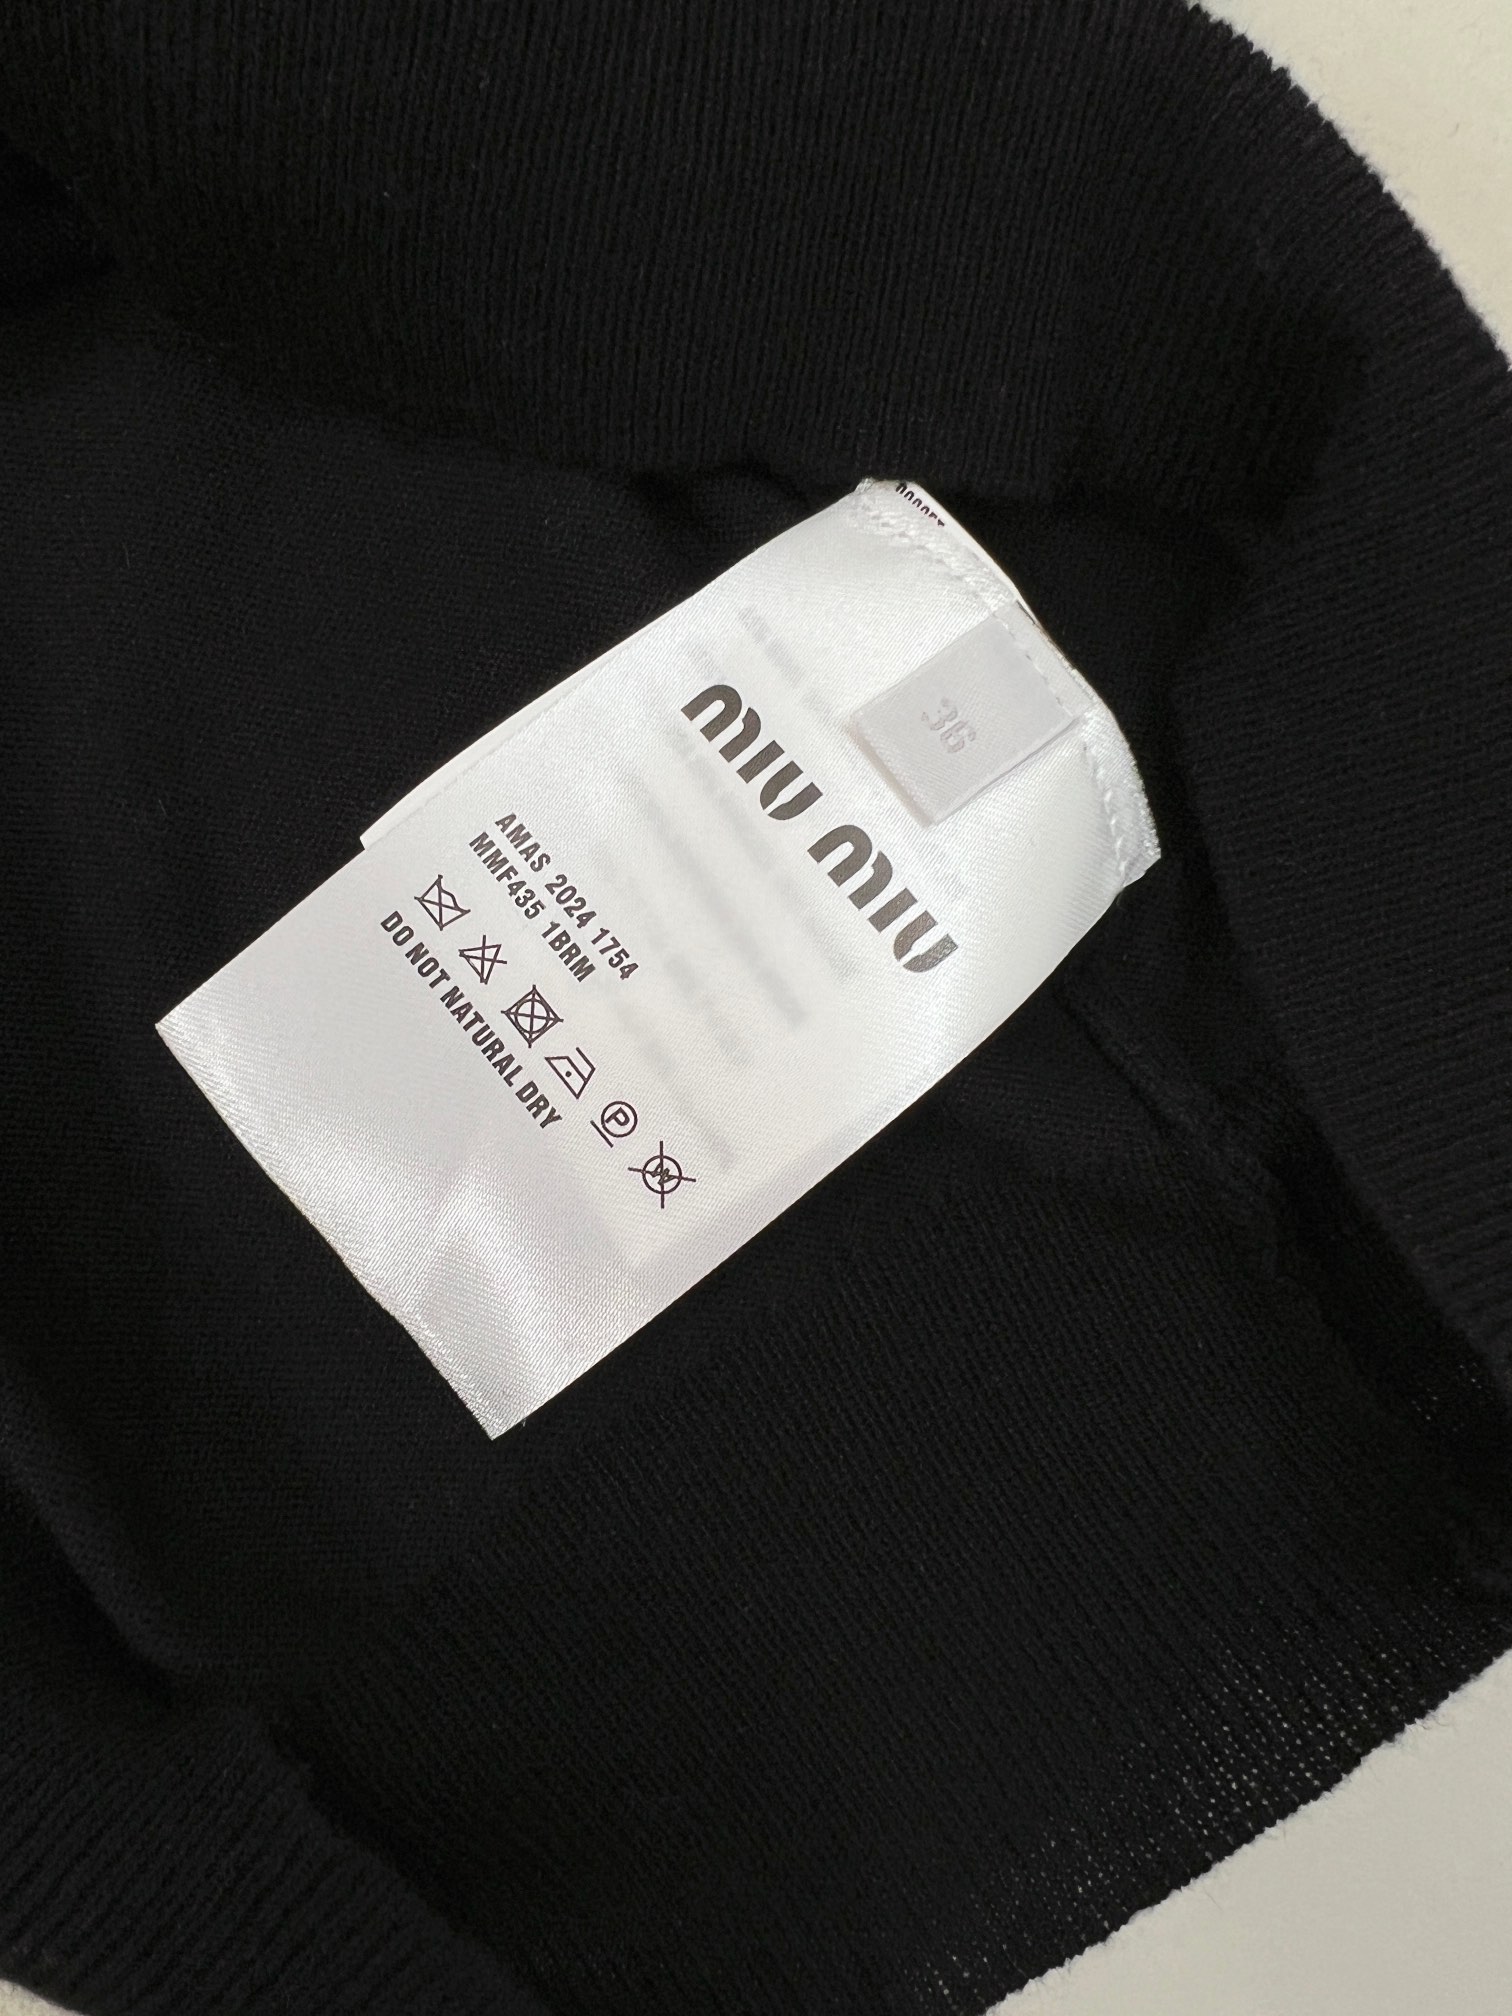 36
miu miu
AMAS 2024 1754
MMF435 1BRM
P
W
DO NOT NATURAL DRY